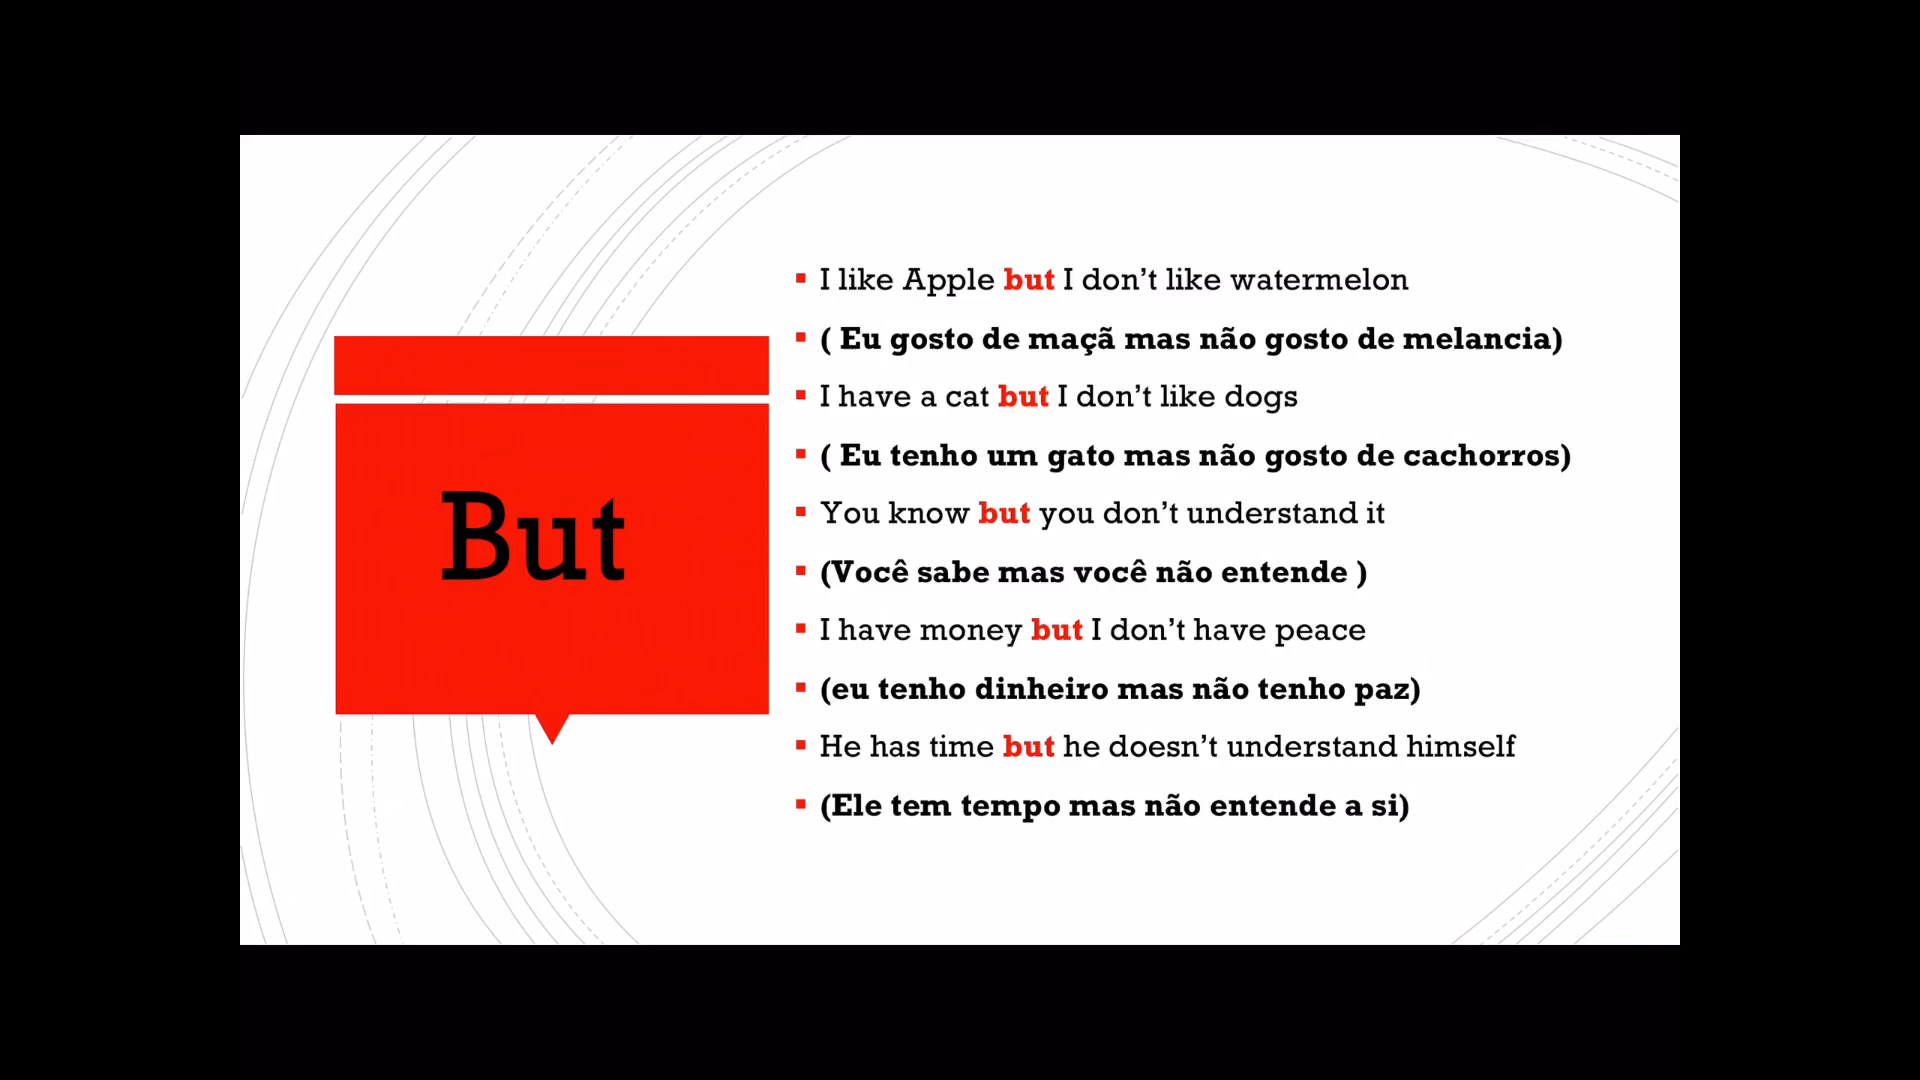 But
I like Apple but I don't like watermelon
( Eu gosto de maçã mas não gosto de melancia)
I have a cat but I don't like dogs
( Eu tenho um gato mas não gosto de cachorros)
You know but you don't understand it
(Você sabe mas você não entende )
I have money but I don't have peace
(eu tenho dinheiro mas não tenho paz)
He has time but he doesn't understand himself
(Ele tem tempo mas não entende a si)